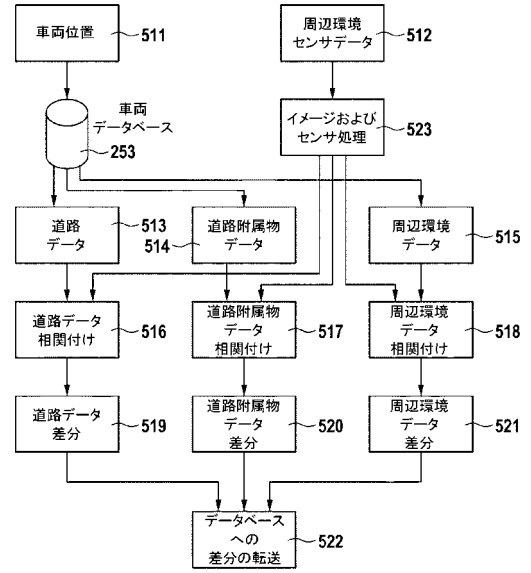 車両位置
511
周辺環境
センサデータ
512
車両
データベース
253
イメージおよび
センサ処理
523
道路
データ
513
道路附属物
データ
514
周辺環境
データ
515
道路データ
相関付け
516
道路附属物
データ
相関付け
517
周辺環境
データ
相関付け
518
道路データ
差分
519
道路附属物
データ
差分
520
周辺環境
データ
差分
521
データベース
への
差分の転送
522